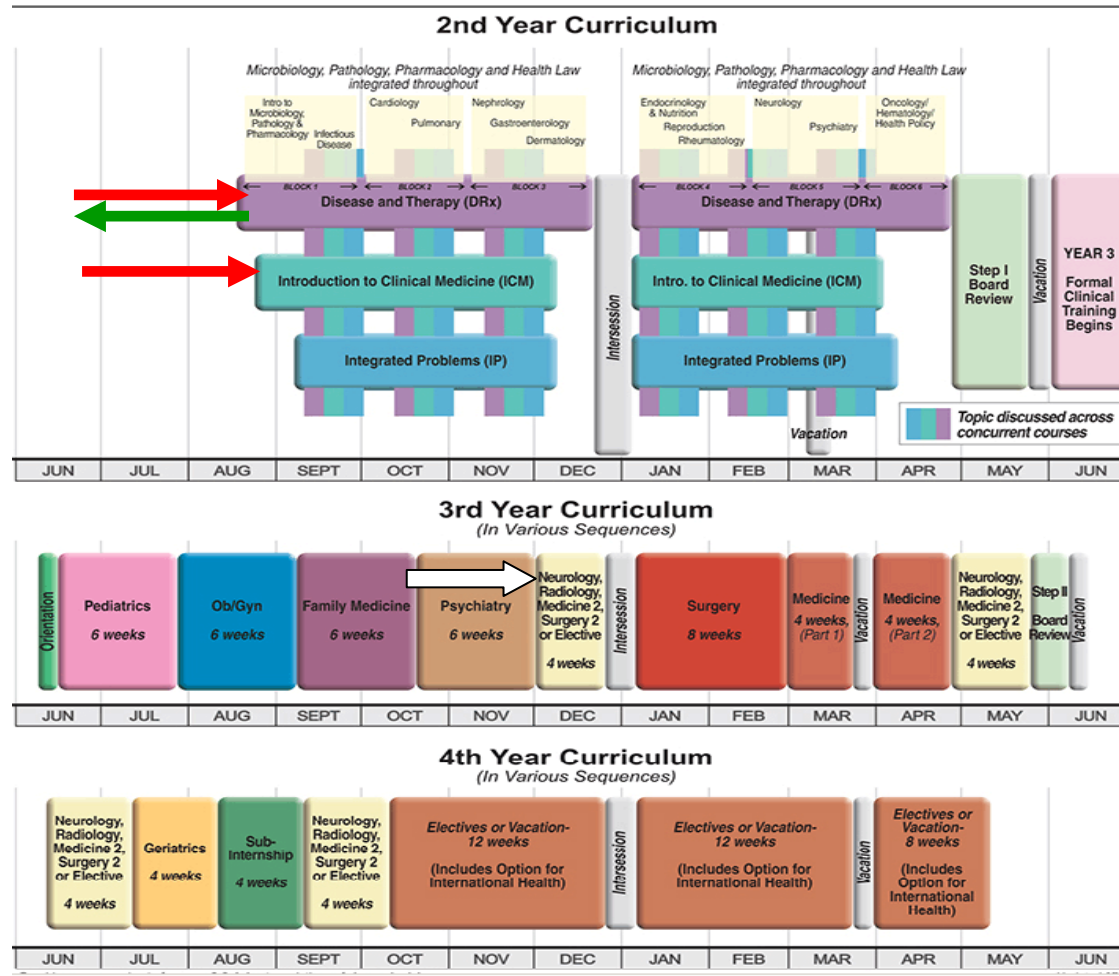 2nd Year Curriculum
Microbiology, Pathology, Pharmacology and Health Law
integrated throughout
Intro to
Microbiology,
Pathology &
Pharmacology
Infectious
Disease
Cardiology
Pulmonary
Nephrology
Gastroenterology
Dermatology
BLOCK 1
BLOCK 2
BLOCK 3
Disease and Therapy (DRx)
Introduction to Clinical Medicine (ICM)
Integrated Problems (IP)
Intersession
Microbiology, Pathology, Pharmacology and Health Law
integrated throughout
Endocrinology
& Nutrition
Reproduction
Rheumatology
Neurology
Psychiatry
Oncology/
Hematology/
Health Policy
BLOCK 4
BLOCK 5
BLOCK 6
Disease and Therapy (DRx)
Intro. to Clinical Medicine (ICM)
Integrated Problems (IP)
Vacation
Step I
Board
Review
Vacation
YEAR 3
Formal
Clinical
Training
Begins
Topic discussed across
concurrent courses
JUN JUL AUG SEPT OCT NOV DEC JAN FEB MAR APR MAY JUN
3rd Year Curriculum
(In Various Sequences)
Orientation
Pediatrics
6 weeks
Ob/Gyn
6 weeks
Family Medicine
6 weeks
Psychiatry
6 weeks
Neurology,
Radiology,
Medicine 2,
Surgery 2
or Elective
4 weeks
Intersession
Surgery
8 weeks
Medicine
4 weeks,
(Part 1)
Vacation
Medicine
4 weeks,
(Part 2)
Neurology,
Radiology,
Medicine 2,
Surgery 2
or Elective
4 weeks
Step II
Board
Review
Vacation
JUN JUL AUG SEPT OCT NOV DEC JAN FEB MAR APR MAY JUN
4th Year Curriculum
(In Various Sequences)
Neurology,
Radiology,
Medicine 2,
Surgery 2
or Elective
4 weeks
Geriatrics
4 weeks
Sub-
Internship
4 weeks
Neurology,
Radiology,
Medicine 2,
Surgery 2
or Elective
4 weeks
Electives or Vacation-
12 weeks
(Includes Option for
International Health)
Intersession
Electives or Vacation-
12 weeks
(Includes Option for
International Health)
Vacation
Electives or
Vacation-
8 weeks
(Includes
Option for
International
Health)
JUN JUL AUG SEPT OCT NOV DEC JAN FEB MAR APR MAY JUN